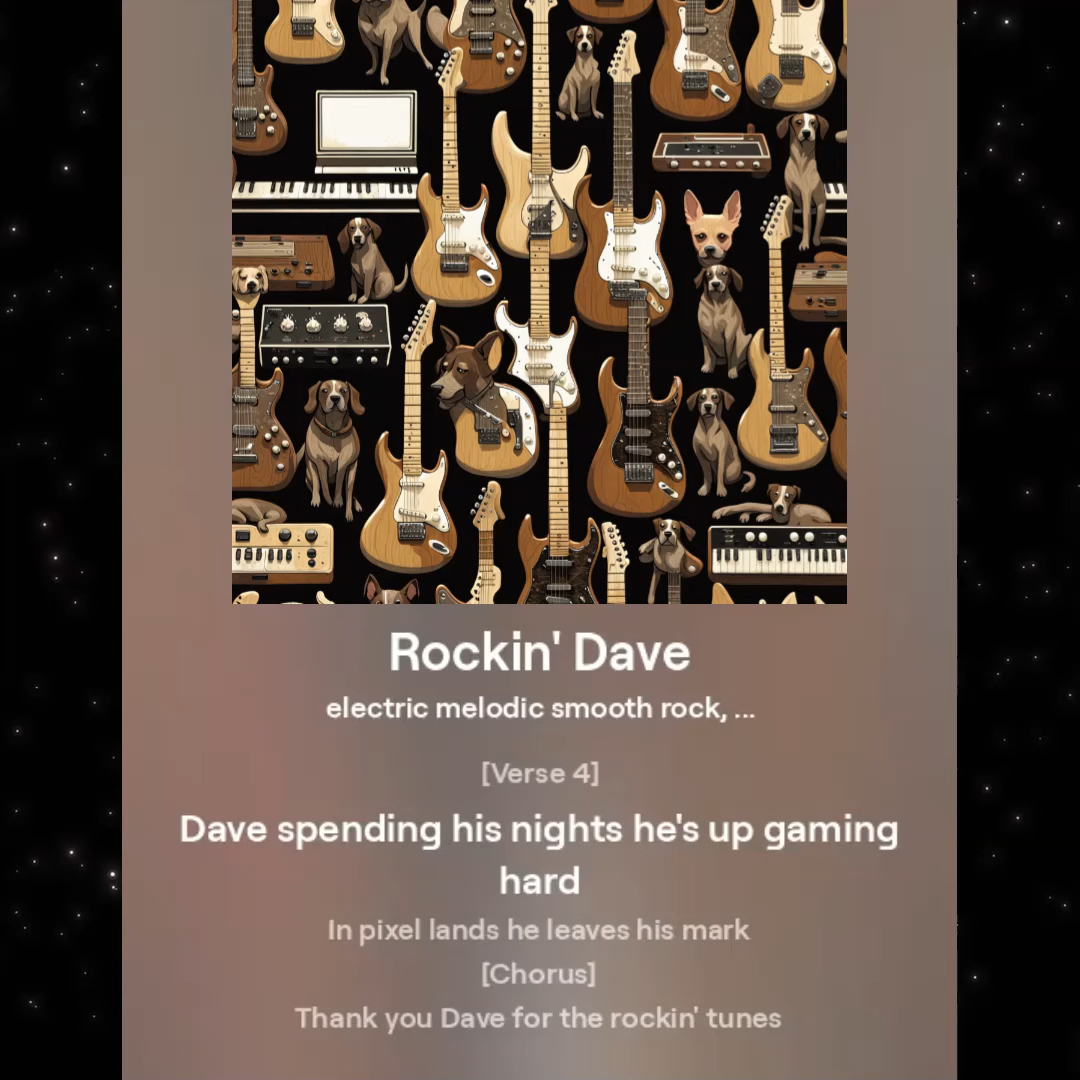 Rockin' Dave
electric melodic smooth rock, ...
[Verse 4]
Dave spending his nights he's up gaming
hard
In pixel lands he leaves his mark
[Chorus]
Thank you Dave for the rockin' tunes